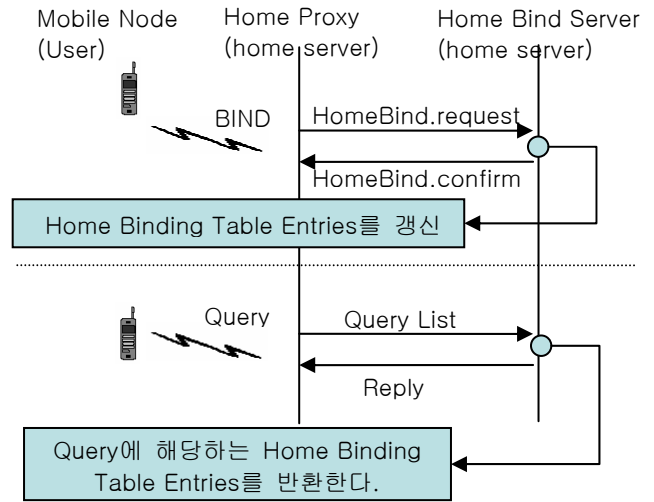 Mobile Node
(User)
Home Proxy
(home server)
Home Bind Server
(home server)
BIND
HomeBind.request
HomeBind.confirm
Home Binding Table Entries를 갱신
Query
Query List
Reply
Query에 해당하는 Home Binding
Table Entries를 반환한다.